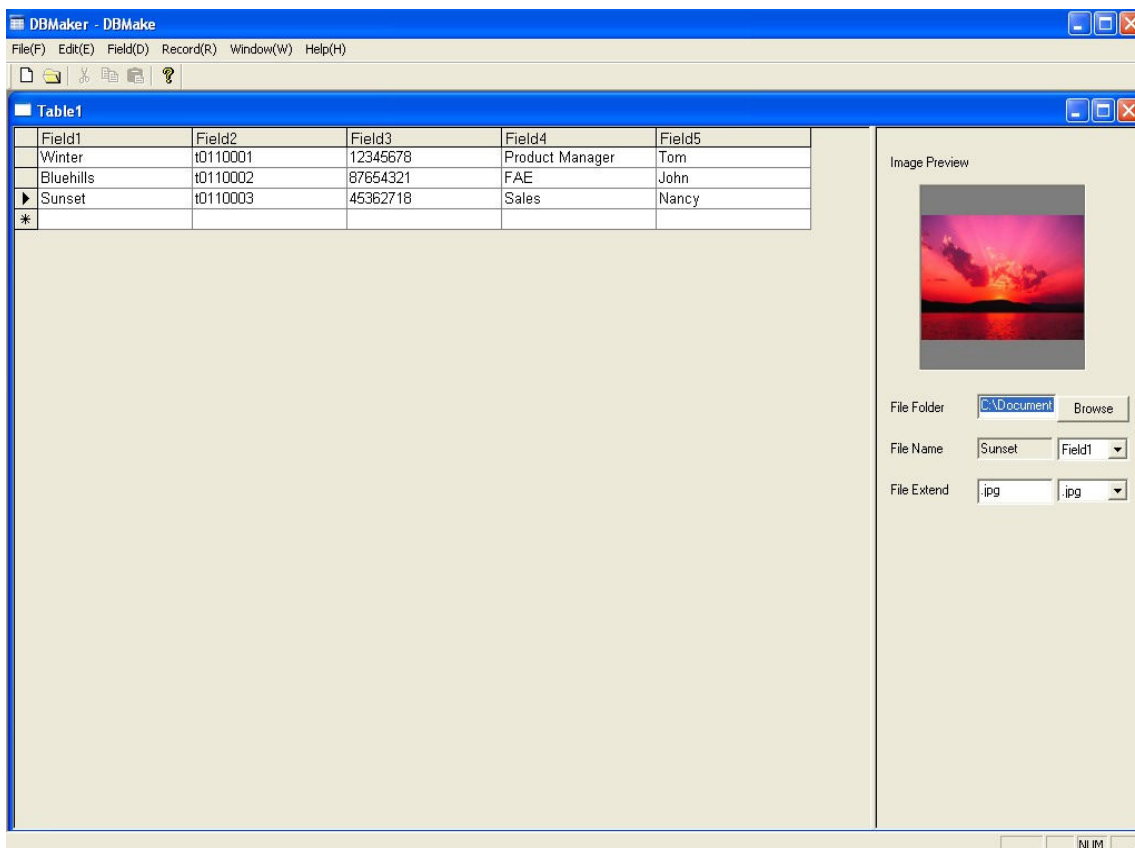 DBMaker - DBMake
File(F) Edit(E) Field(D) Record(R) Window(W) Help(H)
Table1
Field1 Field2 Field3 Field4 Field5
Winter t0110001 12345678 Product Manager Tom
Bluehills t0110002 87654321 FAE John
Sunset t0110003 45362718 Sales Nancy
Image Preview
File Folder C:\Document Browse
File Name Sunset Field1
File Extend .jpg .jpg
NUM